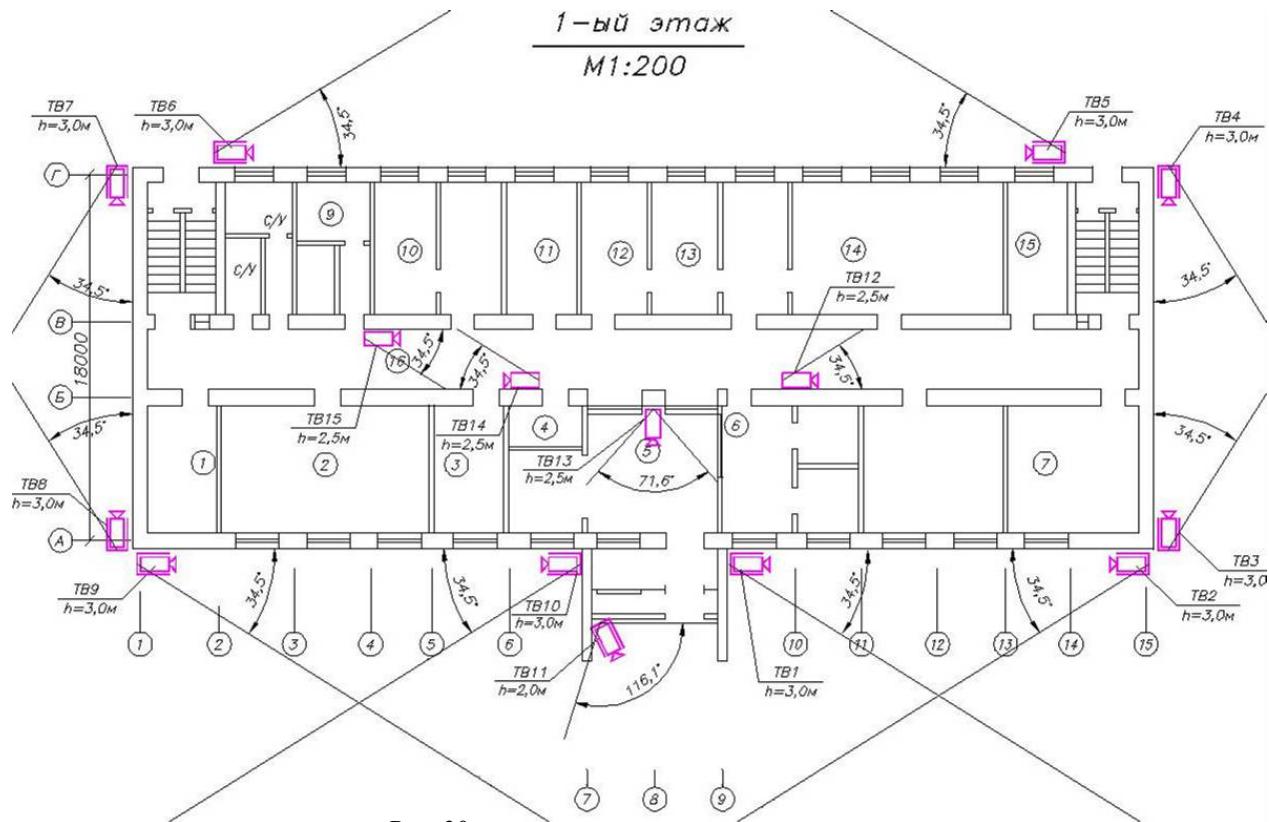 1-ый этаж
М1:200
ТВ7
h=3,0м
ТВ6
h=3,0м
34,5°
34,5°
ТВ5
h=3,0м
ТВ4
h=3,0м
Г
С/У
9
С/У
10
11
12
13
14
15
34,5°
ТВ12
h=2,5м
34,5°
В
18000
16
34,5°
34,5°
34,5°
Б
34,5°
ТВ15
h=2,5м
ТВ14
h=2,5м
4
6
34,5°
1
2
3
ТВ13
h=2,5м
5
71,6°
7
ТВ8
h=3,0м
А
ТВ9
h=3,0м
34,5°
34,5°
ТВ10
h=3,0м
34,5°
34,5°
ТВ3
h=3,0
ТВ2
h=3,0м
1
2
3
4
5
6
10
11
12
13
14
15
ТВ11
h=2,0м
116,1°
ТВ1
h=3,0м
7
8
9